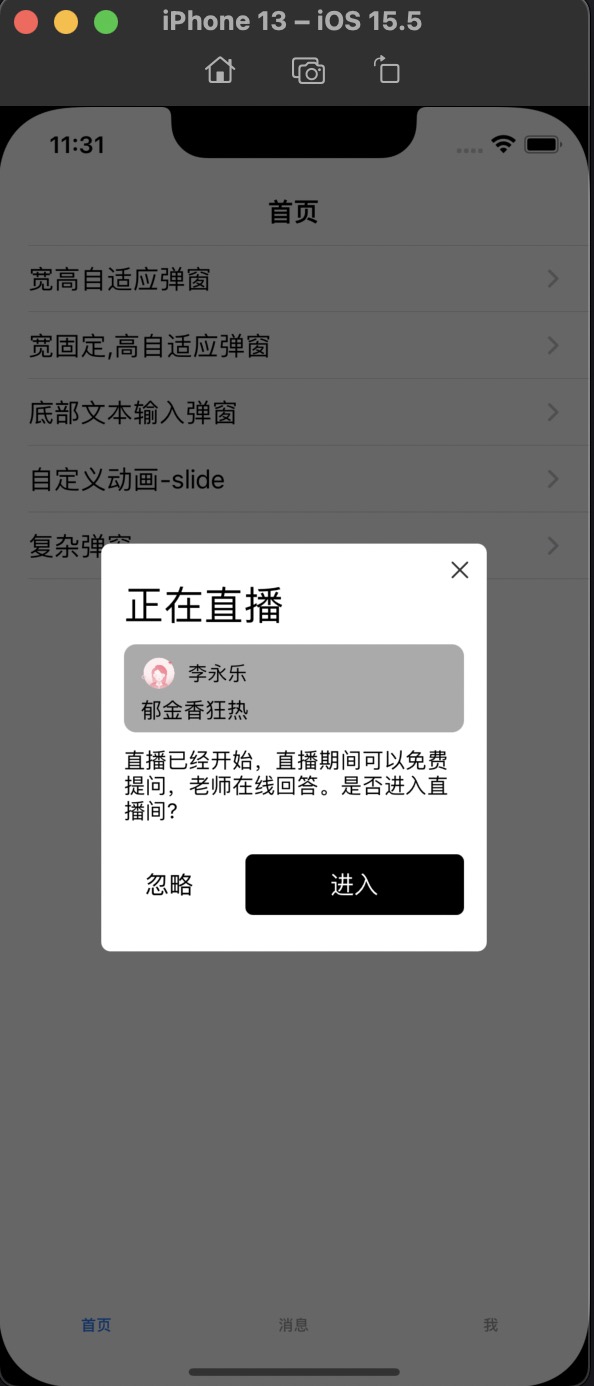 iPhone 13 – iOS 15.5
11:31
首页
宽高自适应弹窗
宽固定,高自适应弹窗
底部文本输入弹窗
自定义动画-slide
复杂弹窗
正在直播
李永乐
郁金香狂热
直播已经开始，直播期间可以免费
提问，老师在线回答。是否进入直
播间?
忽略
进入
首页
消息
我